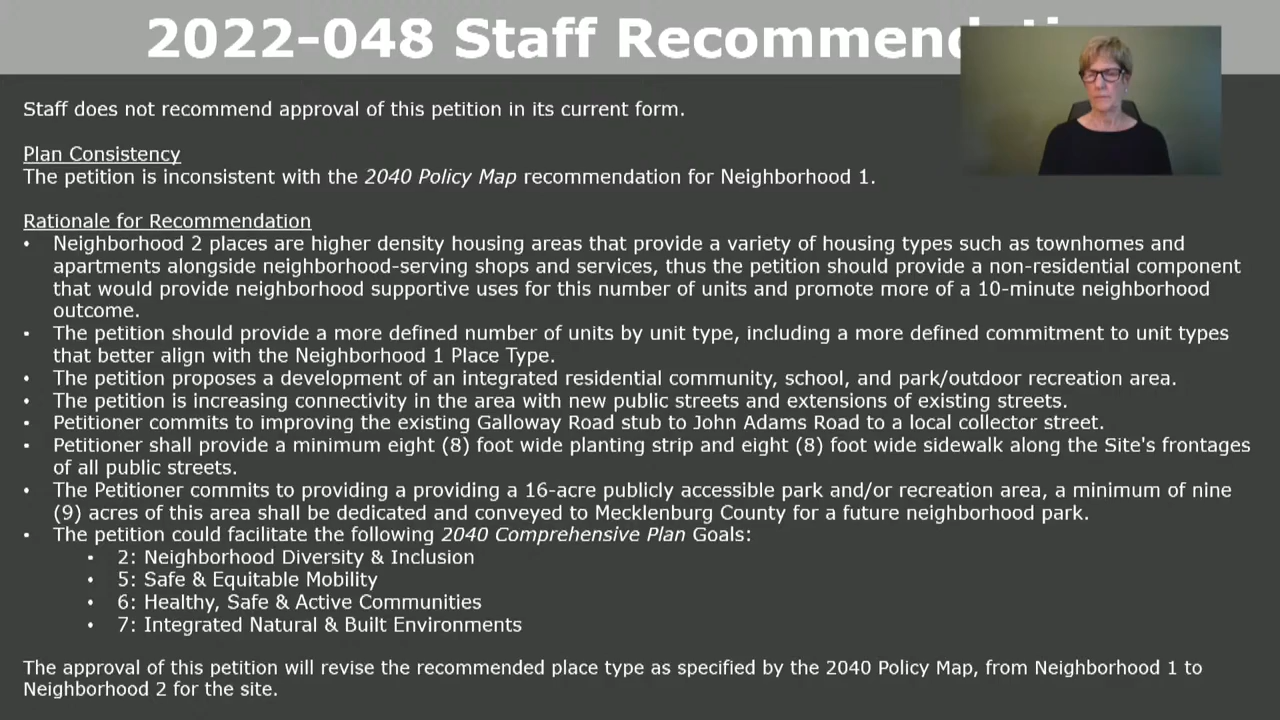 2022-048 Staff Recommendation
Staff does not recommend approval of this petition in its current form.
Plan Consistency
The petition is inconsistent with the 2040 Policy Map recommendation for Neighborhood 1.
Rationale for Recommendation
• Neighborhood 2 places are higher density housing areas that provide a variety of housing types such as townhomes and
apartments alongside neighborhood-serving shops and services, thus the petition should provide a non-residential component
that would provide neighborhood supportive uses for this number of units and promote more of a 10-minute neighborhood
outcome.
• The petition should provide a more defined number of units by unit type, including a more defined commitment to unit types
that better align with the Neighborhood 1 Place Type.
• The petition proposes a development of an integrated residential community, school, and park/outdoor recreation area.
• The petition is increasing connectivity in the area with new public streets and extensions of existing streets.
• Petitioner commits to improving the existing Galloway Road stub to John Adams Road to a local collector street.
• Petitioner shall provide a minimum eight (8) foot wide planting strip and eight (8) foot wide sidewalk along the Site's frontages
of all public streets.
• The Petitioner commits to providing a providing a 16-acre publicly accessible park and/or recreation area, a minimum of nine
(9) acres of this area shall be dedicated and conveyed to Mecklenburg County for a future neighborhood park.
• The petition could facilitate the following 2040 Comprehensive Plan Goals:
• 2: Neighborhood Diversity & Inclusion
• 5: Safe & Equitable Mobility
• 6: Healthy, Safe & Active Communities
• 7: Integrated Natural & Built Environments
The approval of this petition will revise the recommended place type as specified by the 2040 Policy Map, from Neighborhood 1 to
Neighborhood 2 for the site.